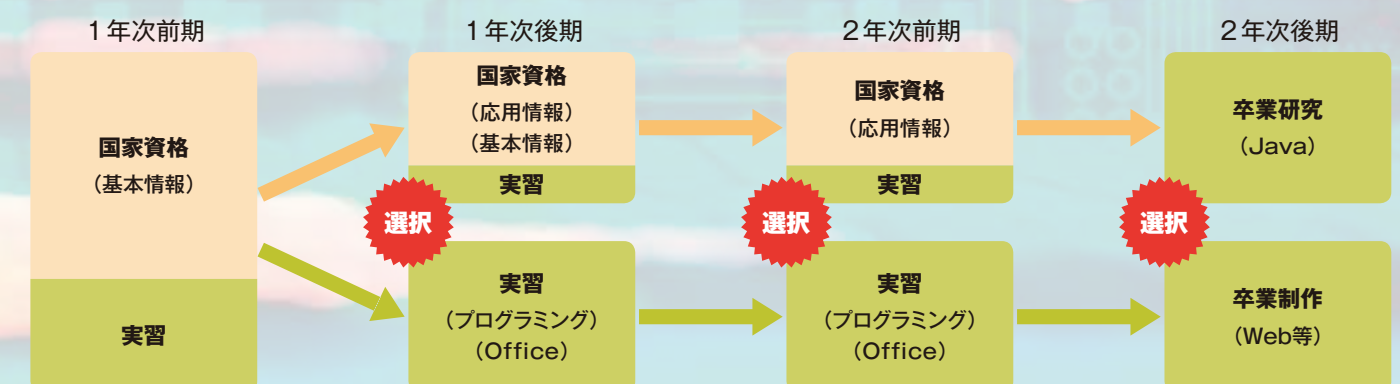 1年次前期
国家資格
（基本情報）
実習
1年次後期
国家資格
（応用情報）
（基本情報）
実習
選択
実習
（プログラミング）
（Office）
2年次前期
国家資格
（応用情報）
実習
選択
実習
（プログラミング）
（Office）
2年次後期
卒業研究
（Java）
選択
卒業制作
（Web等）